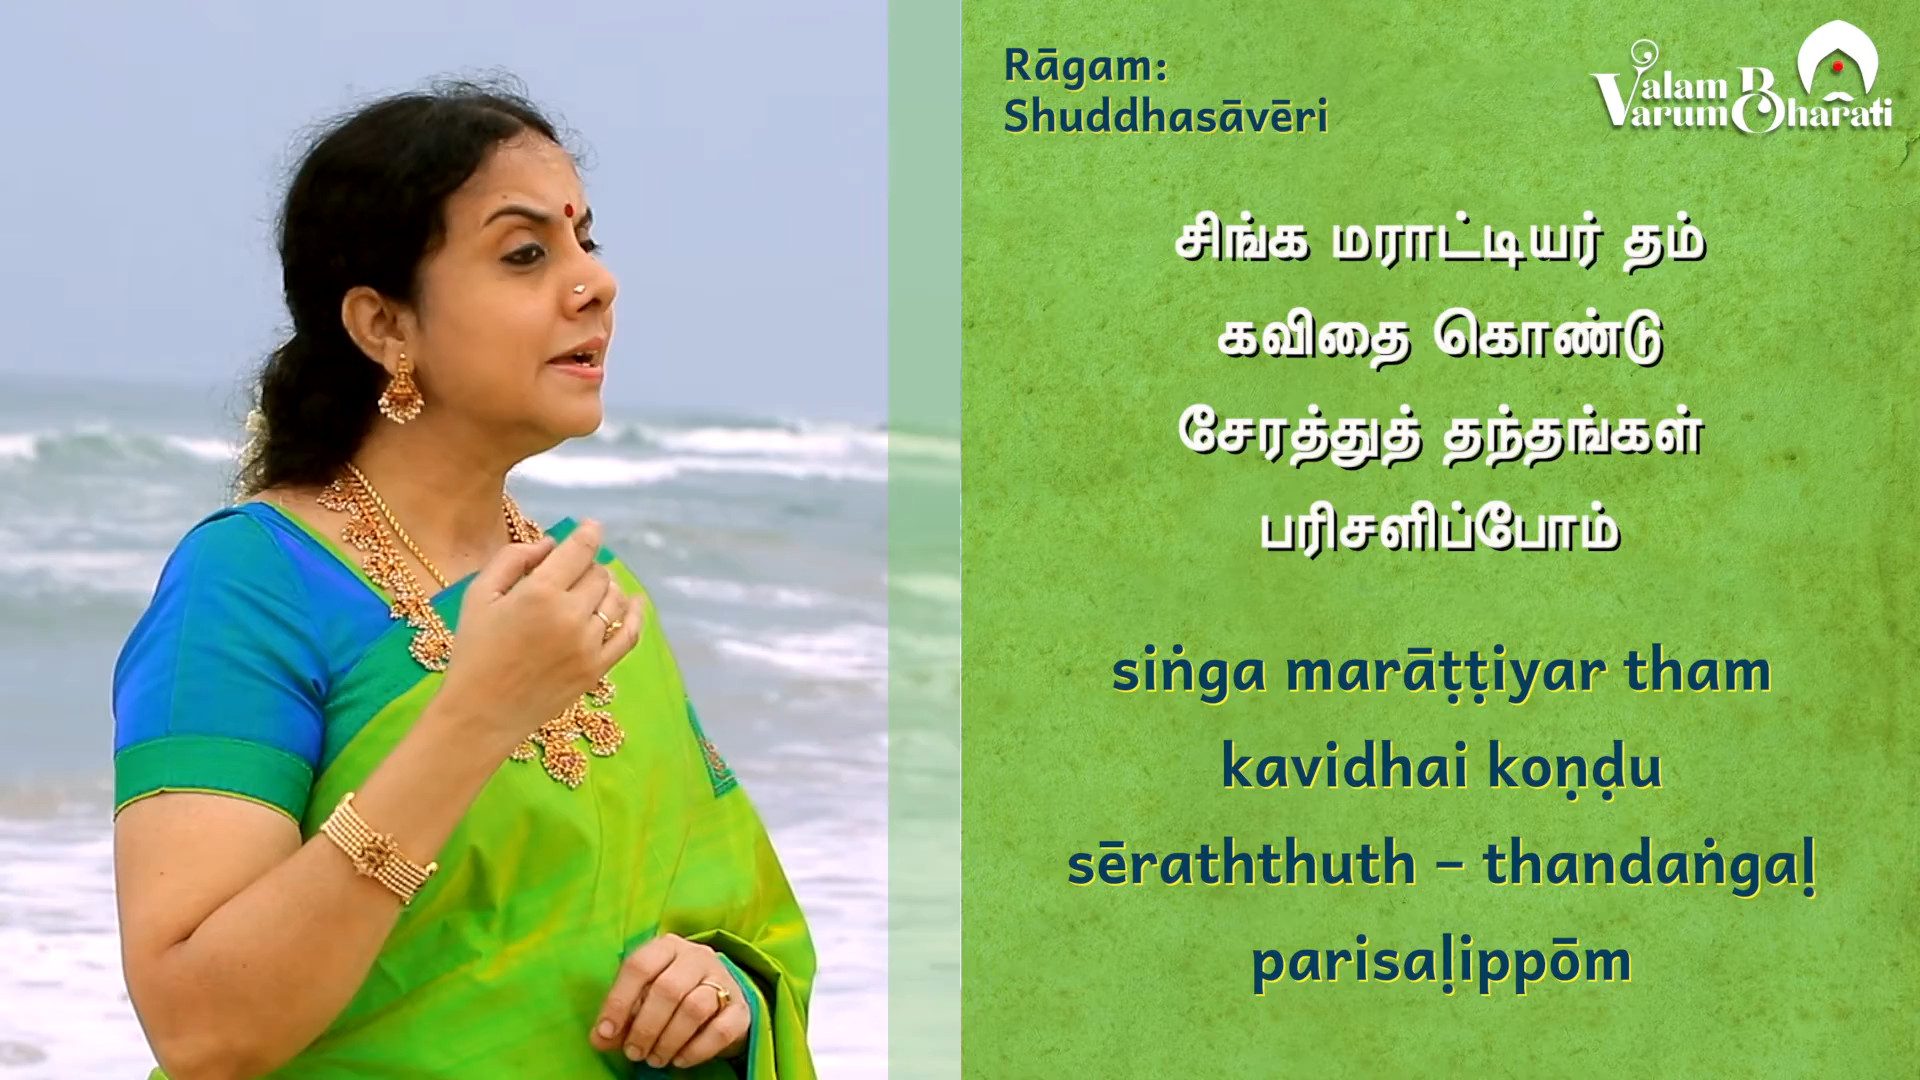 Rāgam:
Shuddhasāvēri
Valam
Varum Bharati
சிங்க மராட்டியர் தம்
கவிதை கொண்டு
சேரத்துத் தந்தங்கள்
பரிசளிப்போம்
siṅga marāṭṭiyar tham
kavidhai koṇḍu
sēraththuth – thandaṅgaḷ
parisaḷippōm